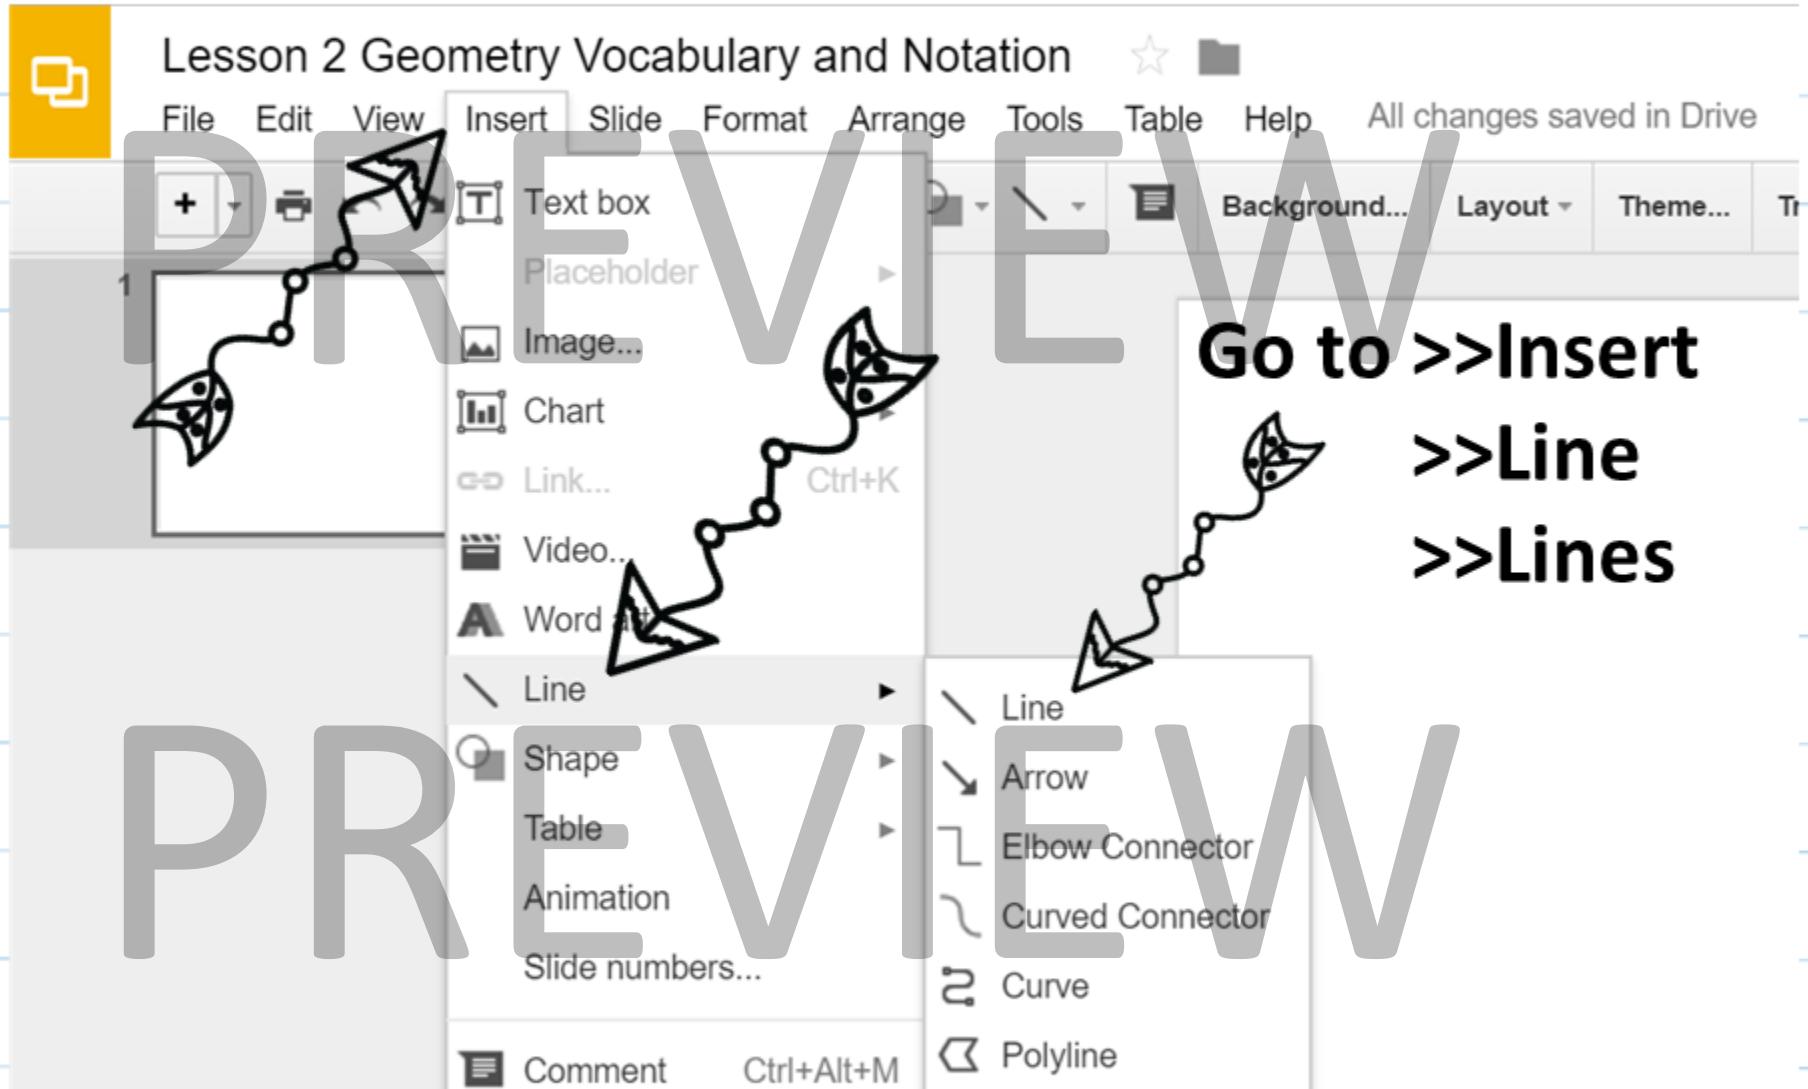 Lesson 2 Geometry Vocabulary and Notation
File Edit View Insert Slide Format Arrange Tools Table Help All changes saved in Drive
+ Background... Layout Theme... Tr
1
Text box
Placeholder
Image...
Chart
Link... Ctrl+K
Video...
Word art
Line
Shape
Table
Animation
Slide numbers...
Comment Ctrl+Alt+M
Line
Arrow
Elbow Connector
Curved Connector
Curve
Polyline
Go to >>Insert
>>Line
>>Lines
PREVIEW
PREVIEW